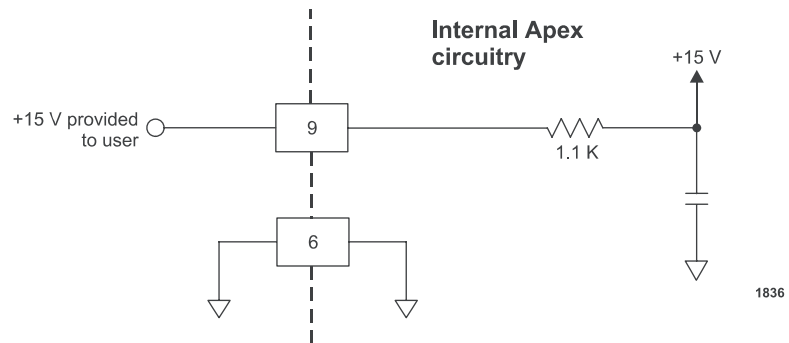 Internal Apex
circuitry
+15 V
+15 V provided
to user
9
1.1 K
6
1836